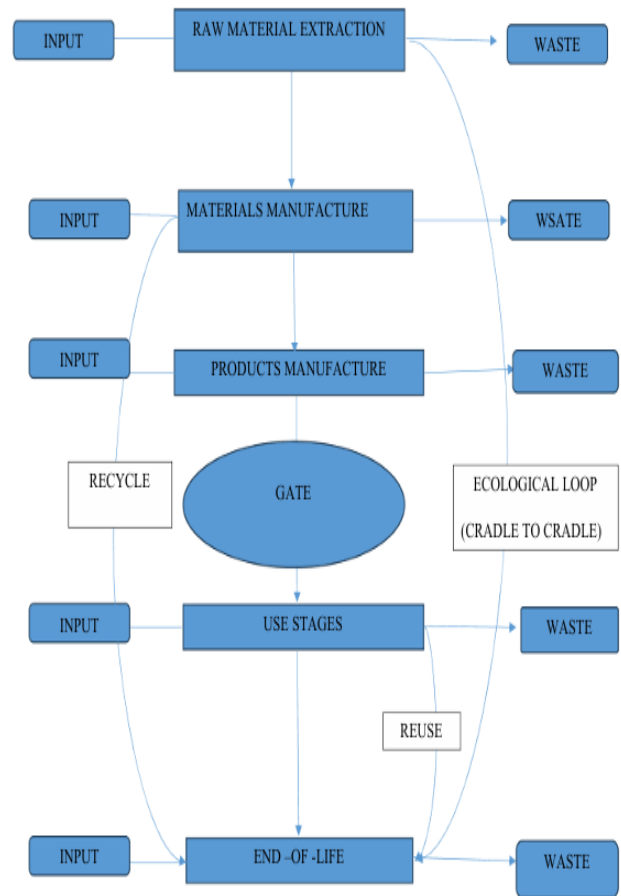 INPUT
RAW MATERIAL EXTRACTION
WASTE
INPUT
MATERIALS MANUFACTURE
WSATE
INPUT
PRODUCTS MANUFACTURE
WASTE
RECYCLE
GATE
ECOLOGICAL LOOP
(CRADLE TO CRADLE)
INPUT
USE STAGES
WASTE
REUSE
INPUT
END –OF -LIFE
WASTE